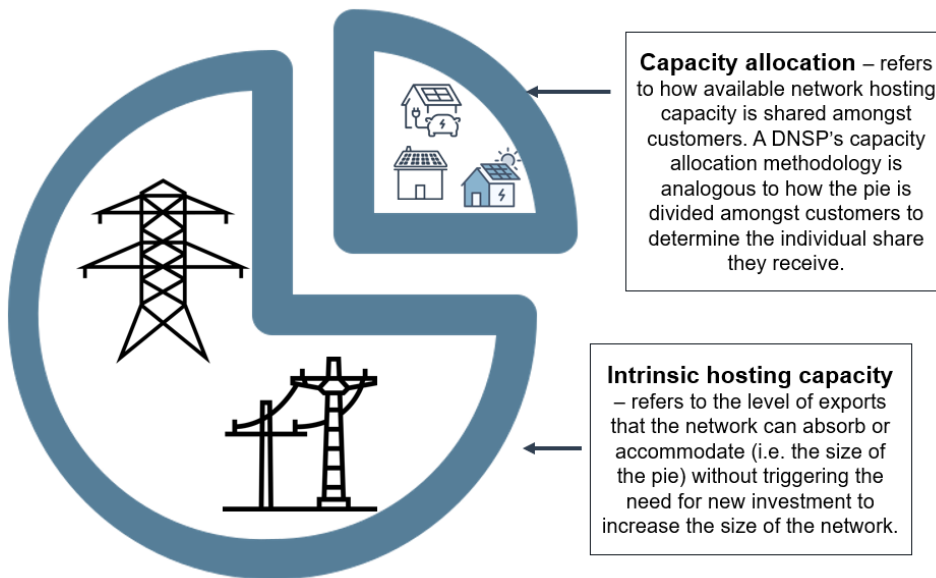 Capacity allocation – refers
to how available network hosting
capacity is shared amongst
customers. A DNSP's capacity
allocation methodology is
analogous to how the pie is
divided amongst customers to
determine the individual share
they receive.
Intrinsic hosting capacity
– refers to the level of exports
that the network can absorb or
accommodate (i.e. the size of
the pie) without triggering the
need for new investment to
increase the size of the network.